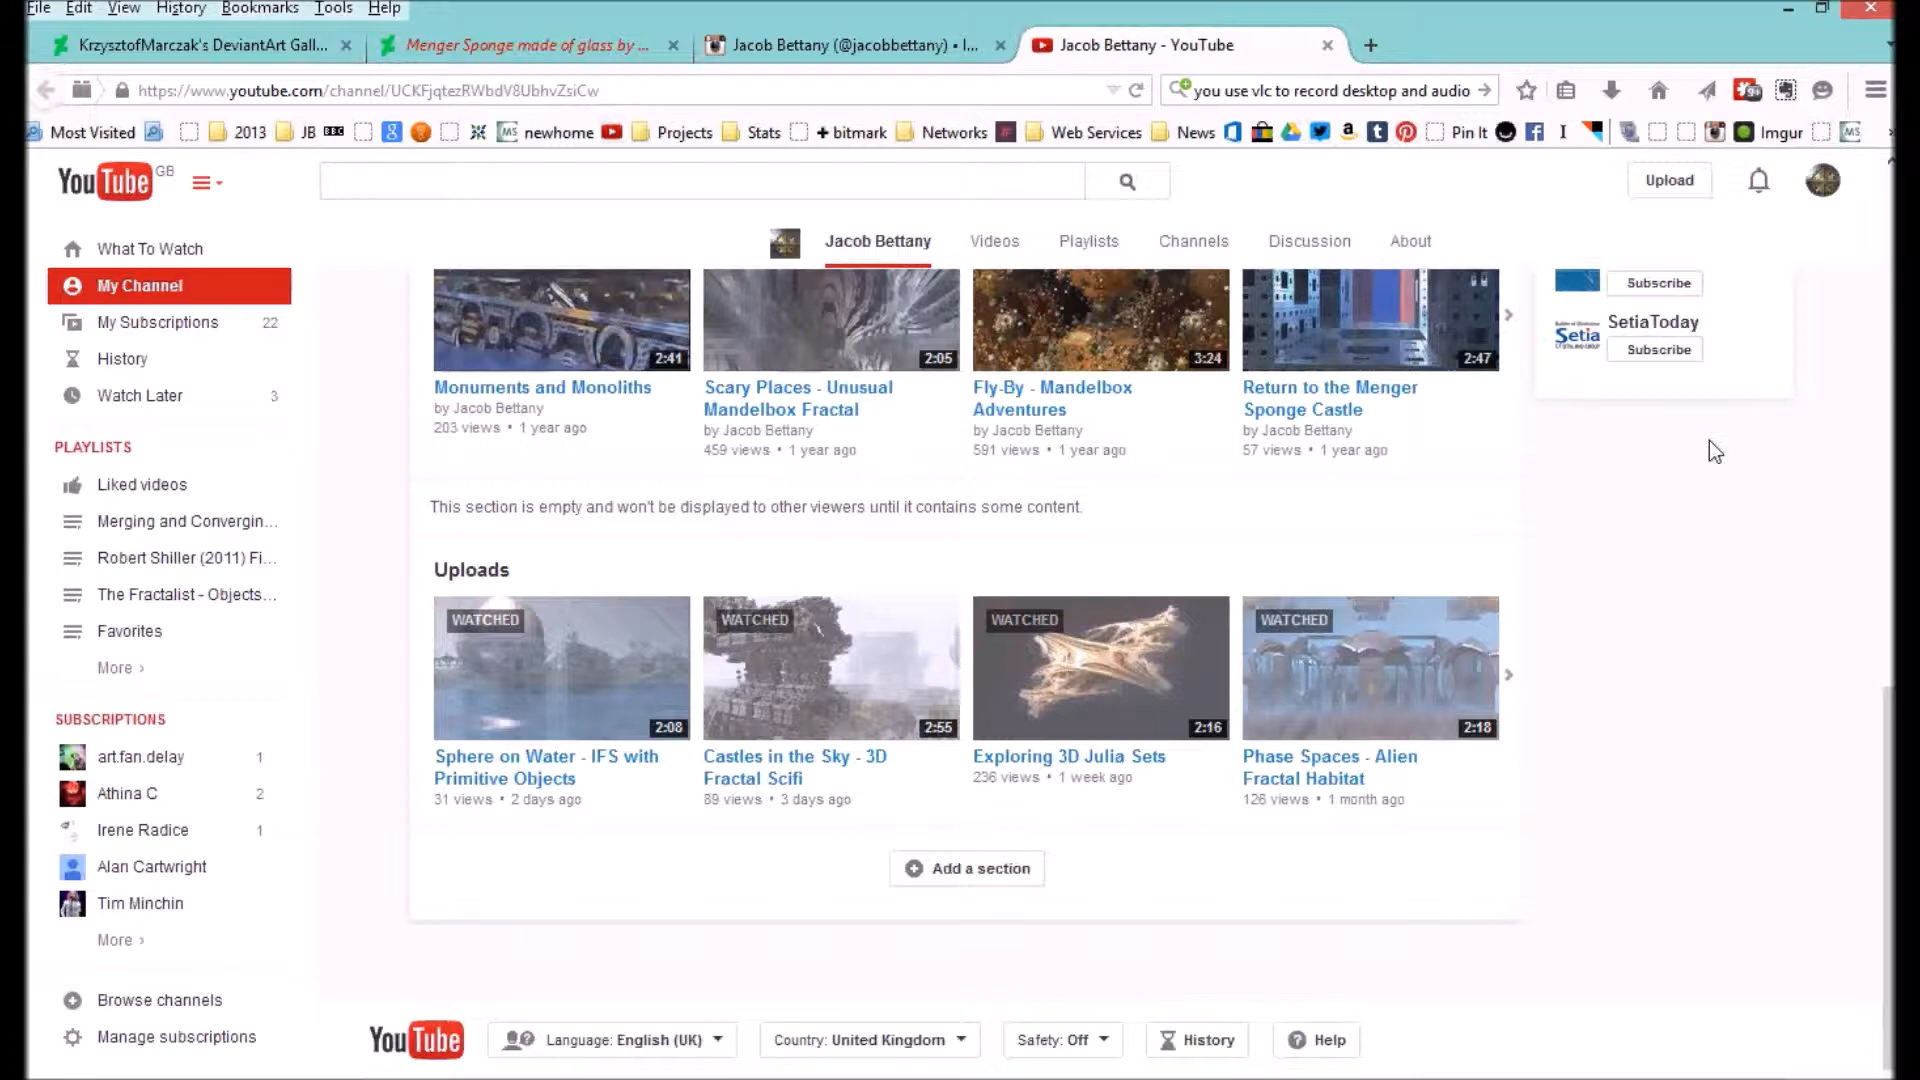 File Edit View History Bookmarks Tools Help
KrzysztofMarczak's DeviantArt Gall...
Menger Sponge made of glass by ...
Jacob Bettany (@jacobbettany) • I...
Jacob Bettany - YouTube
https://www.youtube.com/channel/UCKFjqtezRWbdV8UbhvZsiCw
you use vlc to record desktop and audio
Most Visited 2013 JB BBC newhome Projects Stats + bitmark Networks Web Services News Pin It Imgur
YouTube GB
Upload
Jacob Bettany Videos Playlists Channels Discussion About
What To Watch
My Channel
My Subscriptions 22
History
Watch Later 3
PLAYLISTS
Liked videos
Merging and Convergin...
Robert Shiller (2011) Fi...
The Fractalist - Objects...
Favorites
More ›
SUBSCRIPTIONS
art.fan.delay 1
Athina C 2
Irene Radice 1
Alan Cartwright
Tim Minchin
More ›
Browse channels
Manage subscriptions
2:41
Monuments and Monoliths
by Jacob Bettany
203 views • 1 year ago
2:05
Scary Places - Unusual
Mandelbox Fractal
by Jacob Bettany
459 views • 1 year ago
3:24
Fly-By - Mandelbox
Adventures
by Jacob Bettany
591 views • 1 year ago
2:47
Return to the Menger
Sponge Castle
by Jacob Bettany
57 views • 1 year ago
Subscribe
Setia
SetiaToday
Subscribe
This section is empty and won't be displayed to other viewers until it contains some content.
Uploads
WATCHED
2:08
Sphere on Water - IFS with
Primitive Objects
31 views • 2 days ago
WATCHED
2:55
Castles in the Sky - 3D
Fractal Scifi
89 views • 3 days ago
WATCHED
2:16
Exploring 3D Julia Sets
236 views • 1 week ago
WATCHED
2:18
Phase Spaces - Alien
Fractal Habitat
126 views • 1 month ago
Add a section
YouTube
Language: English (UK)
Country: United Kingdom
Safety: Off
History
Help